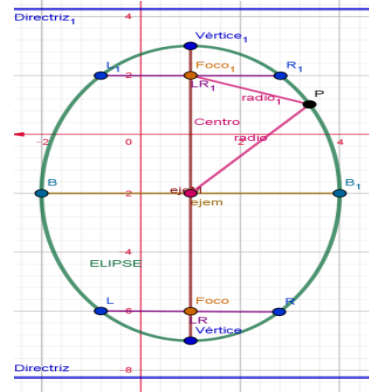 4
Directriz₁
Vértice₁
L₁
Foco₁
R₁
LR₁
radio₁
P
2
Centro
radio
-2
0
4
B
B₁
ejem
-2
ejem
ELIPSE
-4
L
Foco
R
-6
LR
Vértice
Directriz
-8